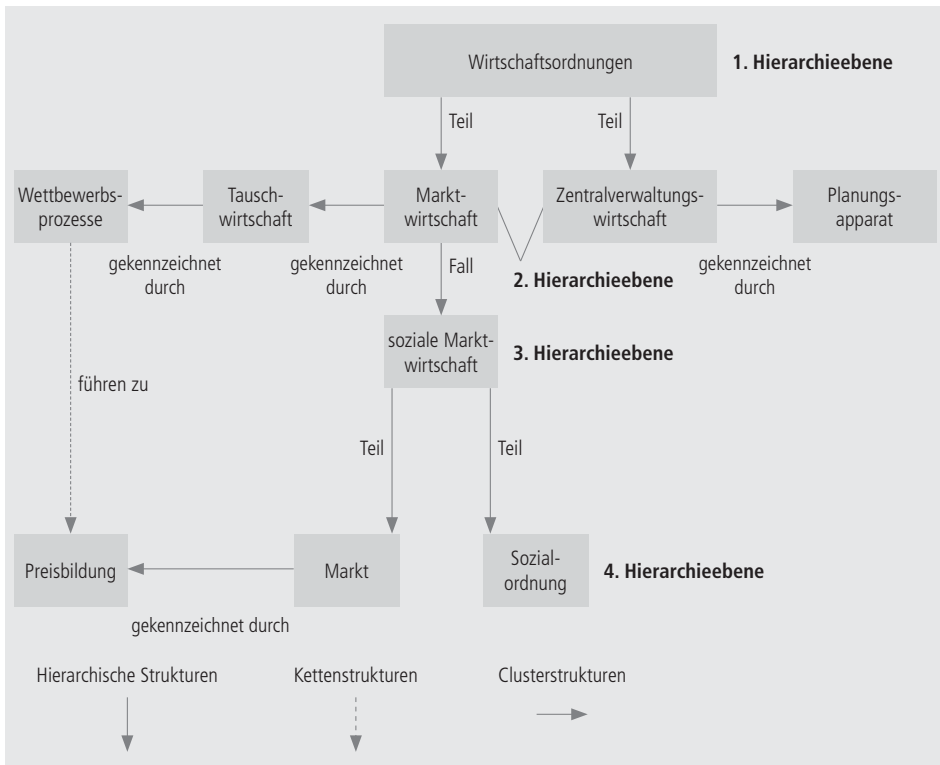 Wirtschaftsordnungen
1. Hierarchieebene
Teil
Teil
Wettbewerbs-
prozesse
Tausch-
wirtschaft
Markt-
wirtschaft
Zentralverwaltungs-
wirtschaft
Planungs-
apparat
gekennzeichnet
durch
gekennzeichnet
durch
Fall
2. Hierarchieebene
gekennzeichnet
durch
soziale Markt-
wirtschaft
3. Hierarchieebene
führen zu
Teil
Teil
Preisbildung
Markt
Sozial-
ordnung
4. Hierarchieebene
gekennzeichnet durch
Hierarchische Strukturen
Kettenstrukturen
Clusterstrukturen